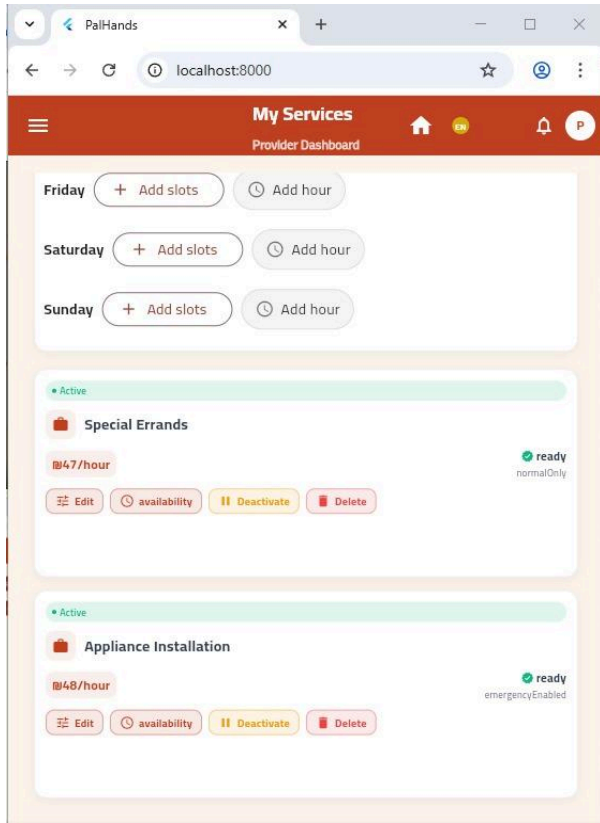 PalHands
localhost:8000
My Services
EN
P
Provider Dashboard
Friday + Add slots Add hour
Saturday + Add slots Add hour
Sunday + Add slots Add hour
• Active
Special Errands
₪47/hour
ready
normalOnly
Edit availability Deactivate Delete
• Active
Appliance Installation
₪48/hour
ready
emergencyEnabled
Edit availability Deactivate Delete